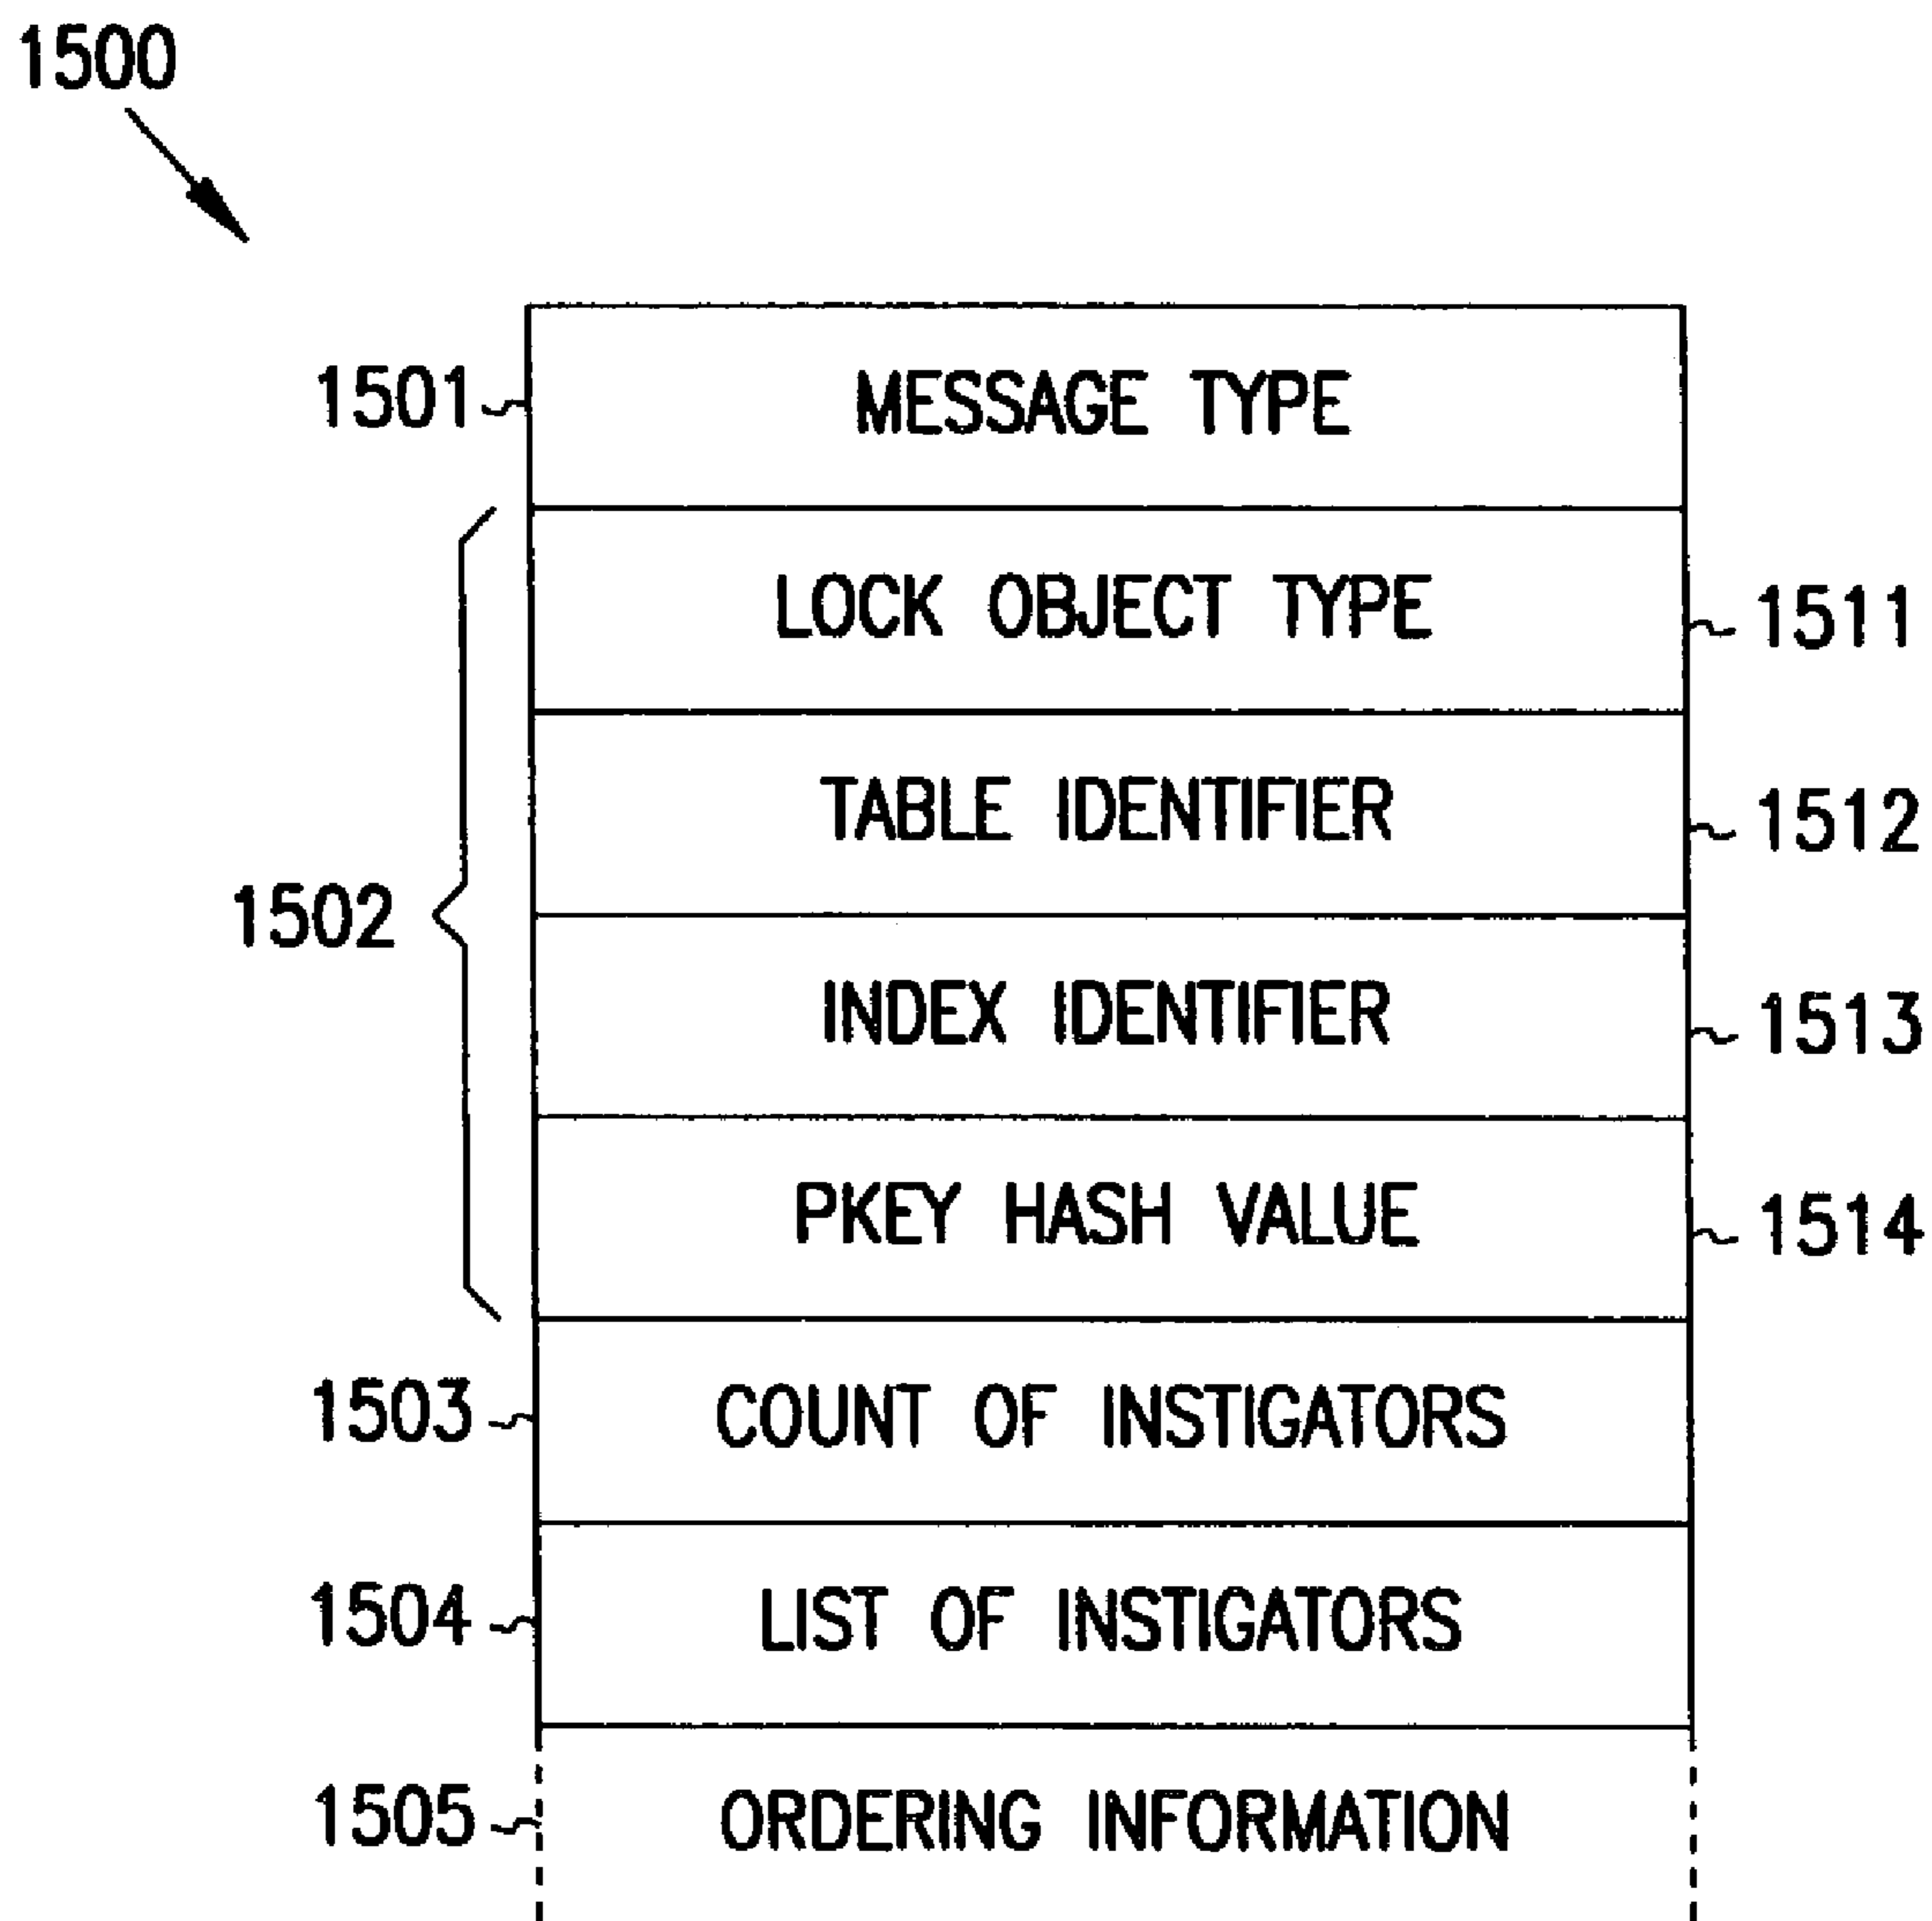 1500
1501 MESSAGE TYPE
LOCK OBJECT TYPE 1511
TABLE IDENTIFIER 1512
1502
INDEX IDENTIFIER 1513
PKEY HASH VALUE 1514
1503 COUNT OF INSTIGATORS
1504 LIST OF INSTIGATORS
1505 ORDERING INFORMATION